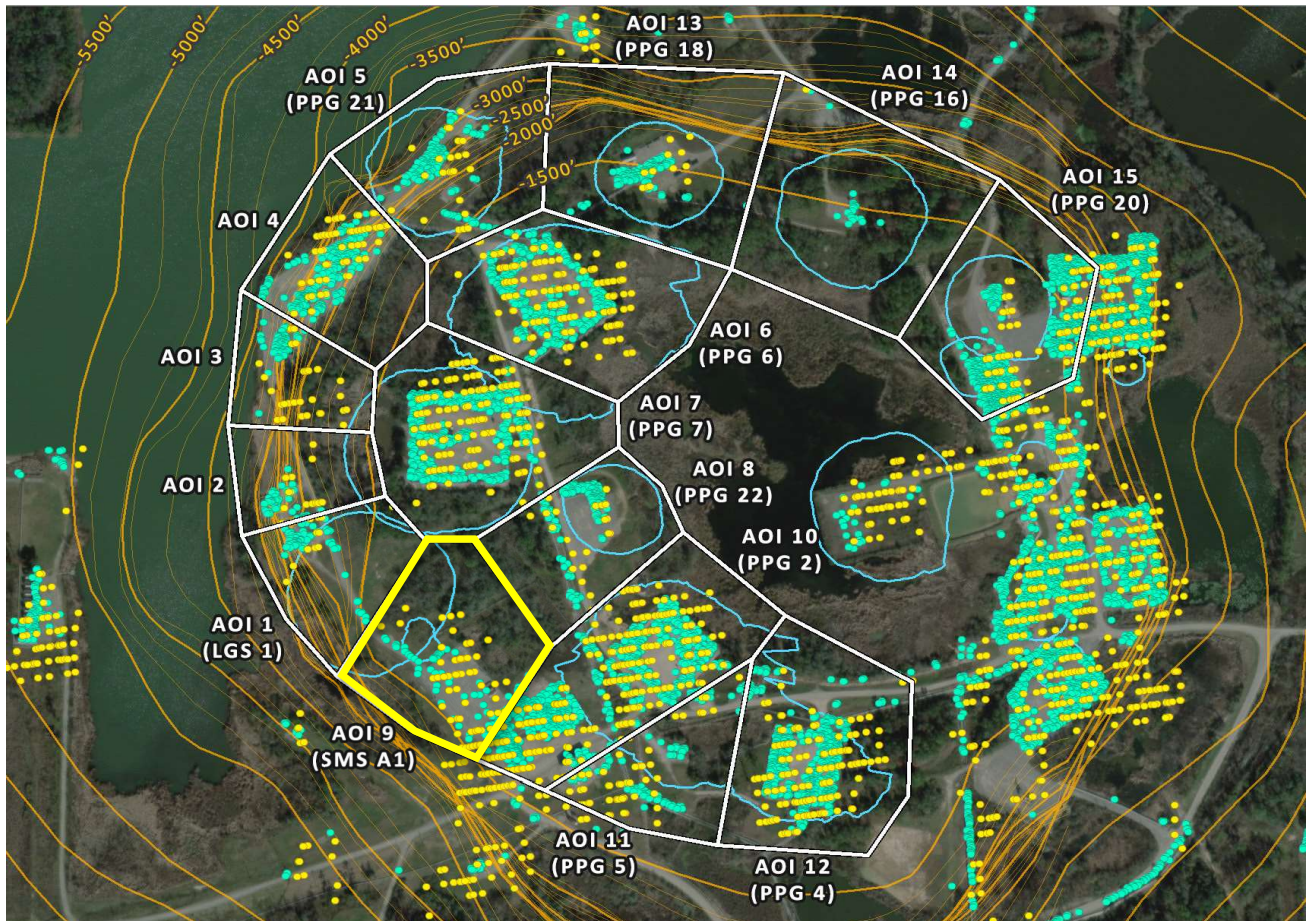 -5500'
-5000'
-4500'
-4000'
-3500'
-3000'
-2500'
-2000'
-1500'
AOI 13
(PPG 18)
AOI 14
(PPG 16)
AOI 5
(PPG 21)
AOI 15
(PPG 20)
AOI 4
AOI 3
AOI 6
(PPG 6)
AOI 7
(PPG 7)
AOI 2
AOI 8
(PPG 22)
AOI 10
(PPG 2)
AOI 1
(LGS 1)
AOI 9
(SMS A1)
AOI 11
(PPG 5)
AOI 12
(PPG 4)